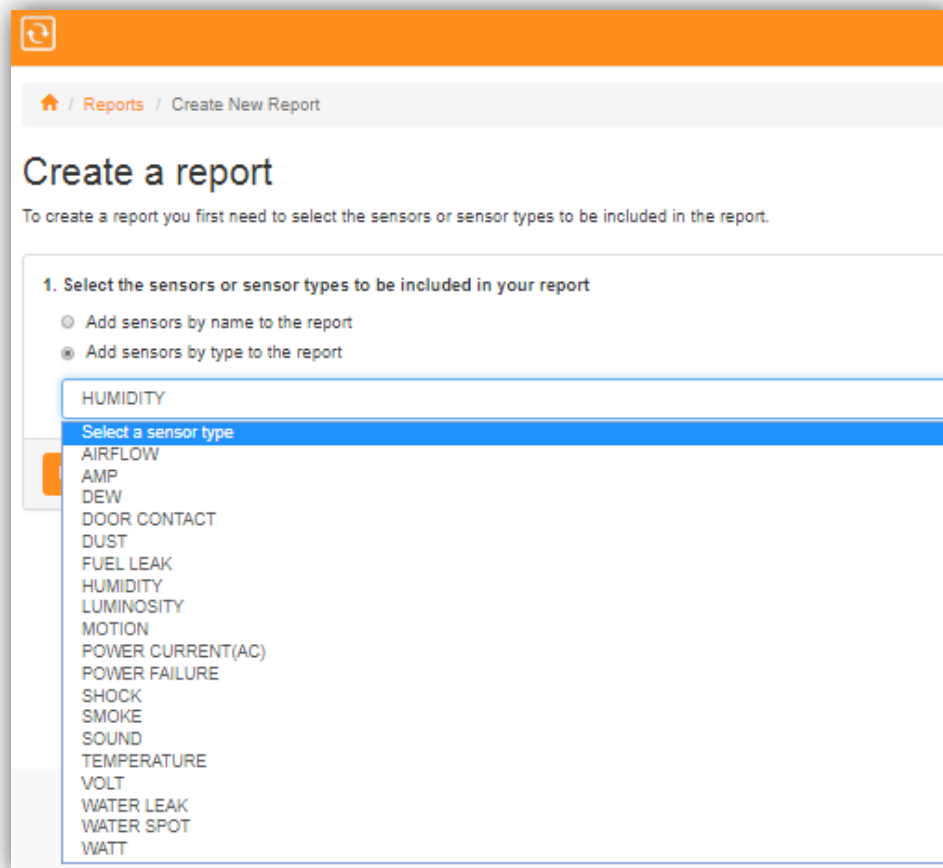 / Reports / Create New Report
Create a report
To create a report you first need to select the sensors or sensor types to be included in the report.
1. Select the sensors or sensor types to be included in your report
Add sensors by name to the report
Add sensors by type to the report
HUMIDITY
Select a sensor type
AIRFLOW
AMP
DEW
DOOR CONTACT
DUST
FUEL LEAK
HUMIDITY
LUMINOSITY
MOTION
POWER CURRENT(AC)
POWER FAILURE
SHOCK
SMOKE
SOUND
TEMPERATURE
VOLT
WATER LEAK
WATER SPOT
WATT